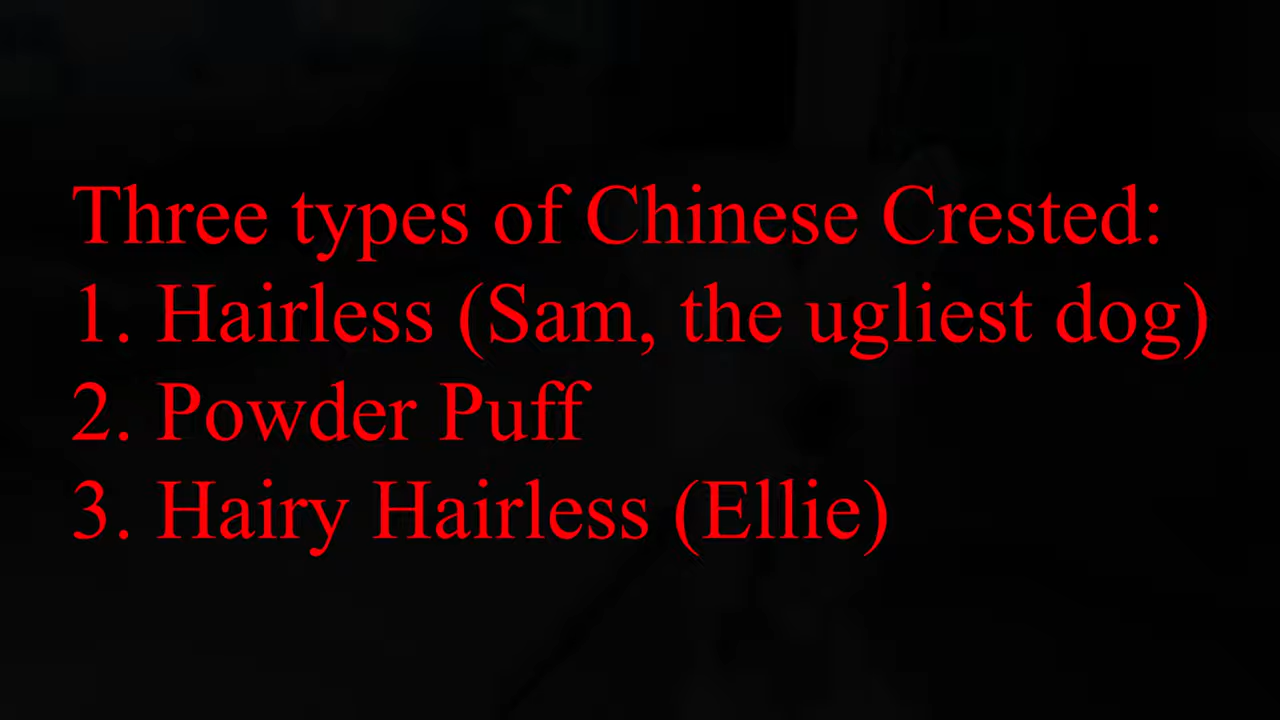 Three types of Chinese Crested:
1. Hairless (Sam, the ugliest dog)
2. Powder Puff
3. Hairy Hairless (Ellie)